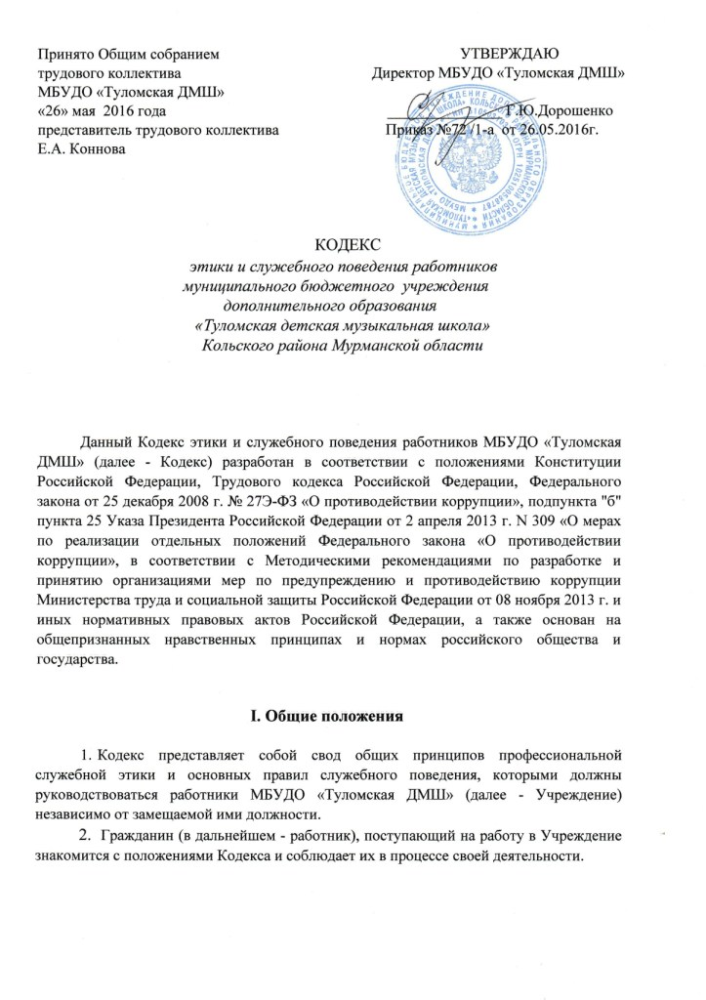 Принято Общим собранием
трудового коллектива
МБУДО «Туломская ДМШ»
«26» мая 2016 года
представитель трудового коллектива
Е.А. Коннова
УТВЕРЖДАЮ
Директор МБУДО «Туломская ДМШ»
Г.Ю.Дорошенко
Приказ №72 /1-а от 26.05.2016г.
КОДЕКС
этики и служебного поведения работников
муниципального бюджетного учреждения
дополнительного образования
«Туломская детская музыкальная школа»
Кольского района Мурманской области
Данный Кодекс этики и служебного поведения работников МБУДО «Туломская
ДМШ» (далее - Кодекс) разработан в соответствии с положениями Конституции
Российской Федерации, Трудового кодекса Российской Федерации, Федерального
закона от 25 декабря 2008 г. № 27Э-ФЗ «О противодействии коррупции», подпункта "б"
пункта 25 Указа Президента Российской Федерации от 2 апреля 2013 г. N 309 «О мерах
по реализации отдельных положений Федерального закона «О противодействии
коррупции», в соответствии с Методическими рекомендациями по разработке и
принятию организациями мер по предупреждению и противодействию коррупции
Министерства труда и социальной защиты Российской Федерации от 08 ноября 2013 г. и
иных нормативных правовых актов Российской Федерации, а также основан на
общепризнанных нравственных принципах и нормах российского общества и
государства.
I. Общие положения
1. Кодекс представляет собой свод общих принципов профессиональной
служебной этики и основных правил служебного поведения, которыми должны
руководствоваться работники МБУДО «Туломская ДМШ» (далее - Учреждение)
независимо от замещаемой ими должности.
2. Гражданин (в дальнейшем - работник), поступающий на работу в Учреждение
знакомится с положениями Кодекса и соблюдает их в процессе своей деятельности.